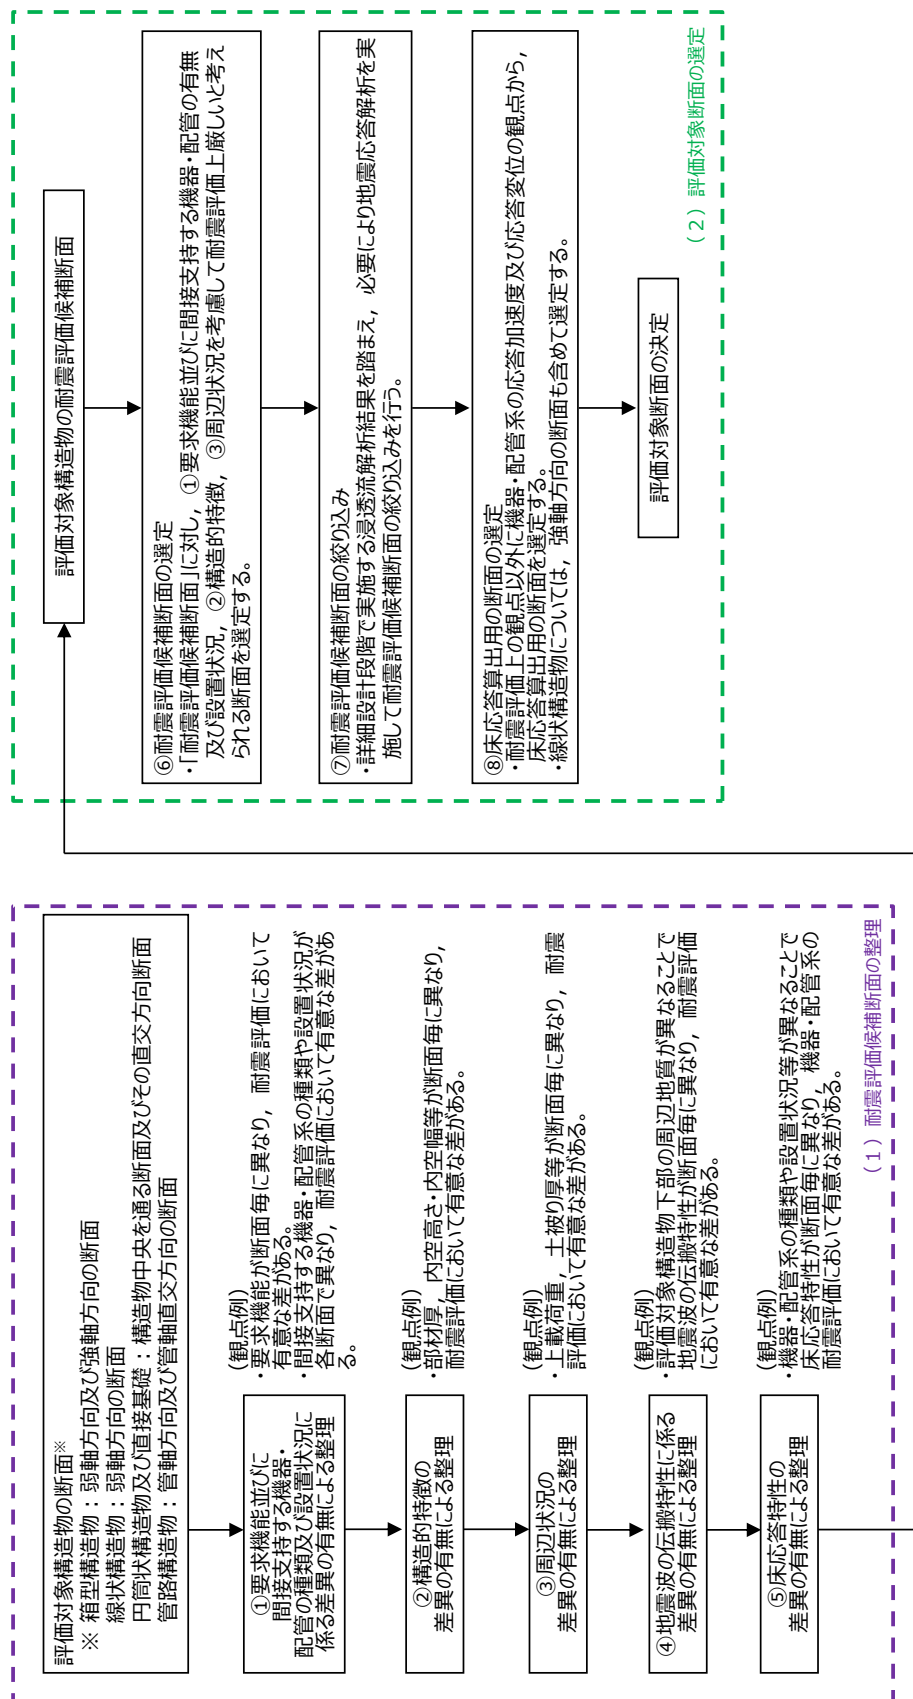 評価対象構造物の断面※
※ 箱型構造物：弱軸方向及び強軸方向の断面
線状構造物：弱軸方向の断面
円筒状構造物及び直接基礎：構造物中央を通る断面及びその直交方向断面
管路構造物：管軸方向及び管軸直交方向の断面
①要求機能並びに
間接支持する機器・
配管の種類及び設置状況に
係る差異の有無による整理
（観点例）
・要求機能が断面毎に異なり，耐震評価において
有意な差がある。
・間接支持する機器・配管系の種類や設置状況が
各断面で異なり，耐震評価において有意な差があ
る。
②構造的特徴の
差異の有無による整理
（観点例）
・部材厚，内空高さ・内空幅等が断面毎に異なり，
耐震評価において有意な差がある。
③周辺状況の
差異の有無による整理
（観点例）
・上載荷重，土被り厚等が断面毎に異なり，耐震
評価において有意な差がある。
④地震波の伝搬特性に係る
差異の有無による整理
（観点例）
・評価対象構造物下部の周辺地質が異なることで
地震波の伝搬特性が断面毎に異なり，耐震評価
において有意な差がある。
⑤床応答特性の
差異の有無による整理
（観点例）
・機器・配管系の種類や設置状況等が異なることで
床応答特性が断面毎に異なり，機器・配管系の
耐震評価において有意な差がある。
（１）耐震評価候補断面の整理
評価対象構造物の耐震評価候補断面
⑥耐震評価候補断面の選定
・「耐震評価候補断面」に対し，①要求機能並びに間接支持する機器・配管の有無
及び設置状況，②構造的特徴，③周辺状況を考慮して耐震評価上厳しいと考え
られる断面を選定する。
⑦耐震評価候補断面の絞り込み
・詳細設計段階で実施する浸透流解析結果を踏まえ，必要により地震応答解析を実
施して耐震評価候補断面の絞り込みを行う。
⑧床応答算出用の断面の選定
・耐震評価上の観点以外に機器・配管系の応答加速度及び応答変位の観点から，
床応答算出用の断面を選定する。
・線状構造物については，強軸方向の断面も含めて選定する。
評価対象断面の決定
（２）評価対象断面の選定